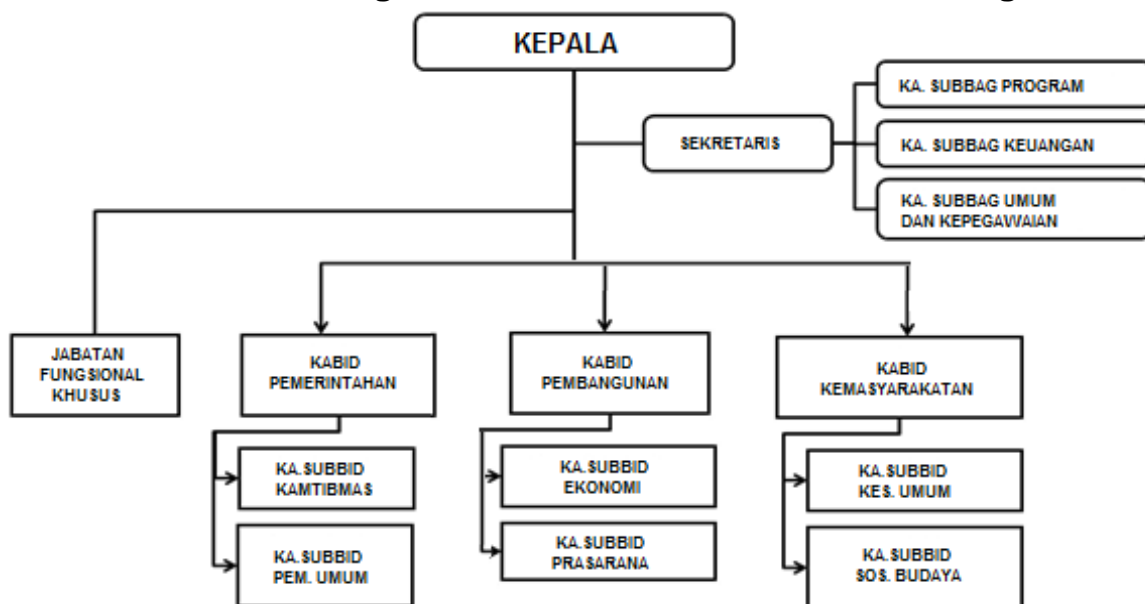 KEPALA
KA. SUBBAG PROGRAM
SEKRETARIS
KA. SUBBAG KEUANGAN
KA. SUBBAG UMUM
DAN KEPEGAWAIAN
JABATAN
FUNGSIONAL
KHUSUS
KABID
PEMERINTAHAN
KABID
PEMBANGUNAN
KABID
KEMASYARAKATAN
KA.SUBBID
KAMTIBMAS
KA.SUBBID
EKONOMI
KA.SUBBID
KES. UMUM
KA.SUBBID
PEM. UMUM
KA.SUBBID
PRASARANA
KA.SUBBID
SOS. BUDAYA